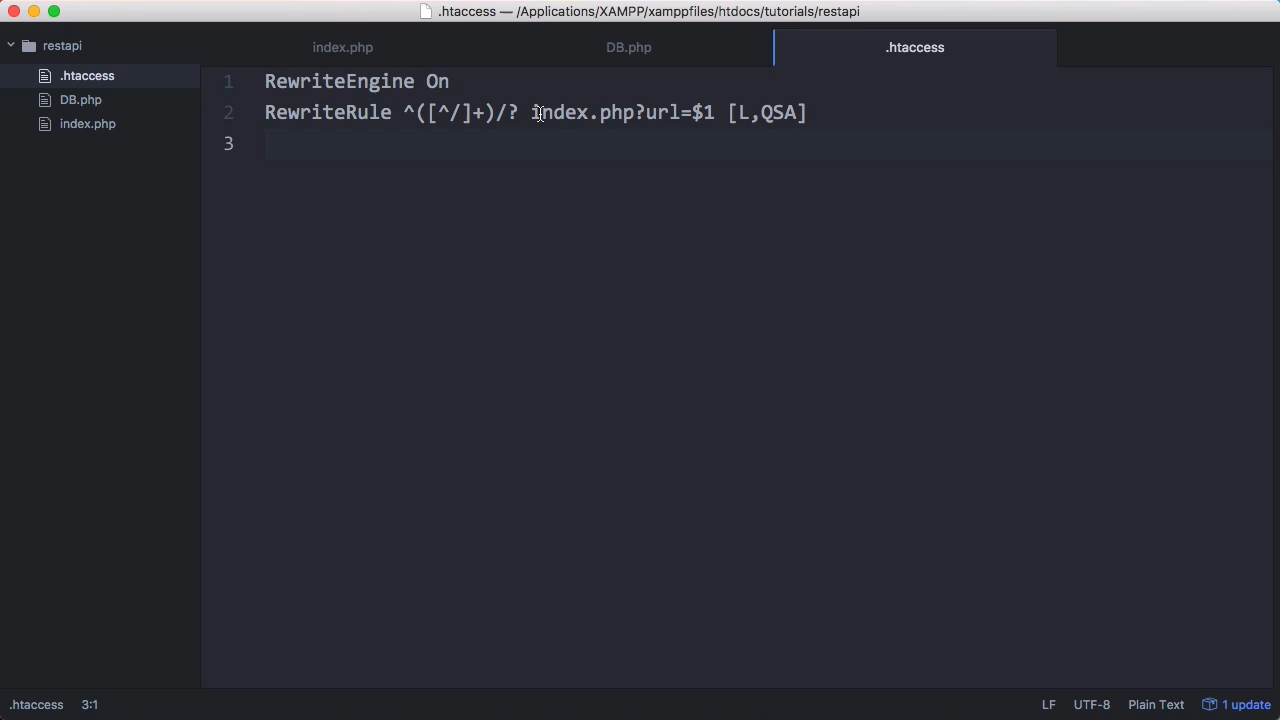 .htaccess — /Applications/XAMPP/xamppfiles/htdocs/tutorials/restapi
restapi
.htaccess
DB.php
index.php
index.php DB.php .htaccess
1 RewriteEngine On
2 RewriteRule ^([^/]+)/? index.php?url=$1 [L,QSA]
3
.htaccess 3:1 LF UTF-8 Plain Text 1 update